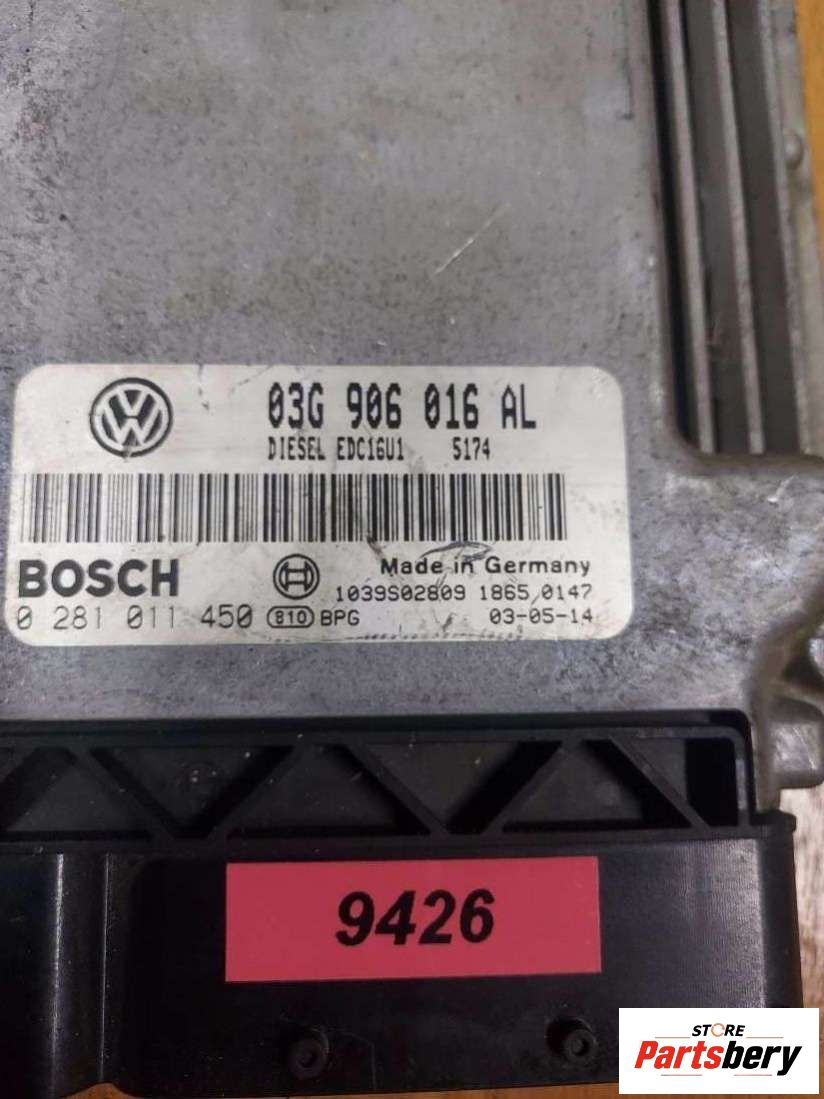 03G 906 016 AL
DIESEL EDC16U1 5174
BOSCH
Made in Germany
1039S02809 1865 0147
0 281 011 450 810 BPG 03-05-14
9426
STORE
Partsbery